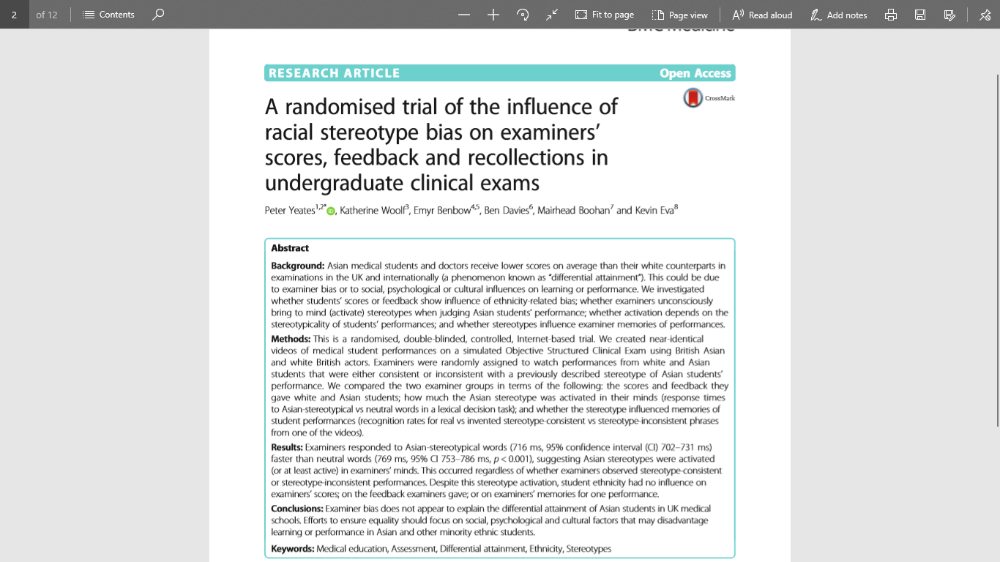 2 of 12 Contents Fit to page Page view Read aloud Add notes
RESEARCH ARTICLE Open Access
CrossMark
A randomised trial of the influence of
racial stereotype bias on examiners’
scores, feedback and recollections in
undergraduate clinical exams
Peter Yeates1,2* iD, Katherine Woolf3, Emyr Benbow4,5, Ben Davies6, Mairhead Boohan7 and Kevin Eva8
Abstract
Background: Asian medical students and doctors receive lower scores on average than their white counterparts in
examinations in the UK and internationally (a phenomenon known as “differential attainment”). This could be due
to examiner bias or to social, psychological or cultural influences on learning or performance. We investigated
whether students’ scores or feedback show influence of ethnicity-related bias; whether examiners unconsciously
bring to mind (activate) stereotypes when judging Asian students’ performance; whether activation depends on the
stereotypicality of students’ performances; and whether stereotypes influence examiner memories of performances.
Methods: This is a randomised, double-blinded, controlled, Internet-based trial. We created near-identical
videos of medical student performances on a simulated Objective Structured Clinical Exam using British Asian
and white British actors. Examiners were randomly assigned to watch performances from white and Asian
students that were either consistent or inconsistent with a previously described stereotype of Asian students’
performance. We compared the two examiner groups in terms of the following: the scores and feedback they
gave white and Asian students; how much the Asian stereotype was activated in their minds (response times
to Asian-stereotypical vs neutral words in a lexical decision task); and whether the stereotype influenced memories of
student performances (recognition rates for real vs invented stereotype-consistent vs stereotype-inconsistent phrases
from one of the videos).
Results: Examiners responded to Asian-stereotypical words (716 ms, 95% confidence interval (CI) 702–731 ms)
faster than neutral words (769 ms, 95% CI 753–786 ms, p < 0.001), suggesting Asian stereotypes were activated
(or at least active) in examiners’ minds. This occurred regardless of whether examiners observed stereotype-consistent
or stereotype-inconsistent performances. Despite this stereotype activation, student ethnicity had no influence on
examiners’ scores; on the feedback examiners gave; or on examiners’ memories for one performance.
Conclusions: Examiner bias does not appear to explain the differential attainment of Asian students in UK medical
schools. Efforts to ensure equality should focus on social, psychological and cultural factors that may disadvantage
learning or performance in Asian and other minority ethnic students.
Keywords: Medical education, Assessment, Differential attainment, Ethnicity, Stereotypes